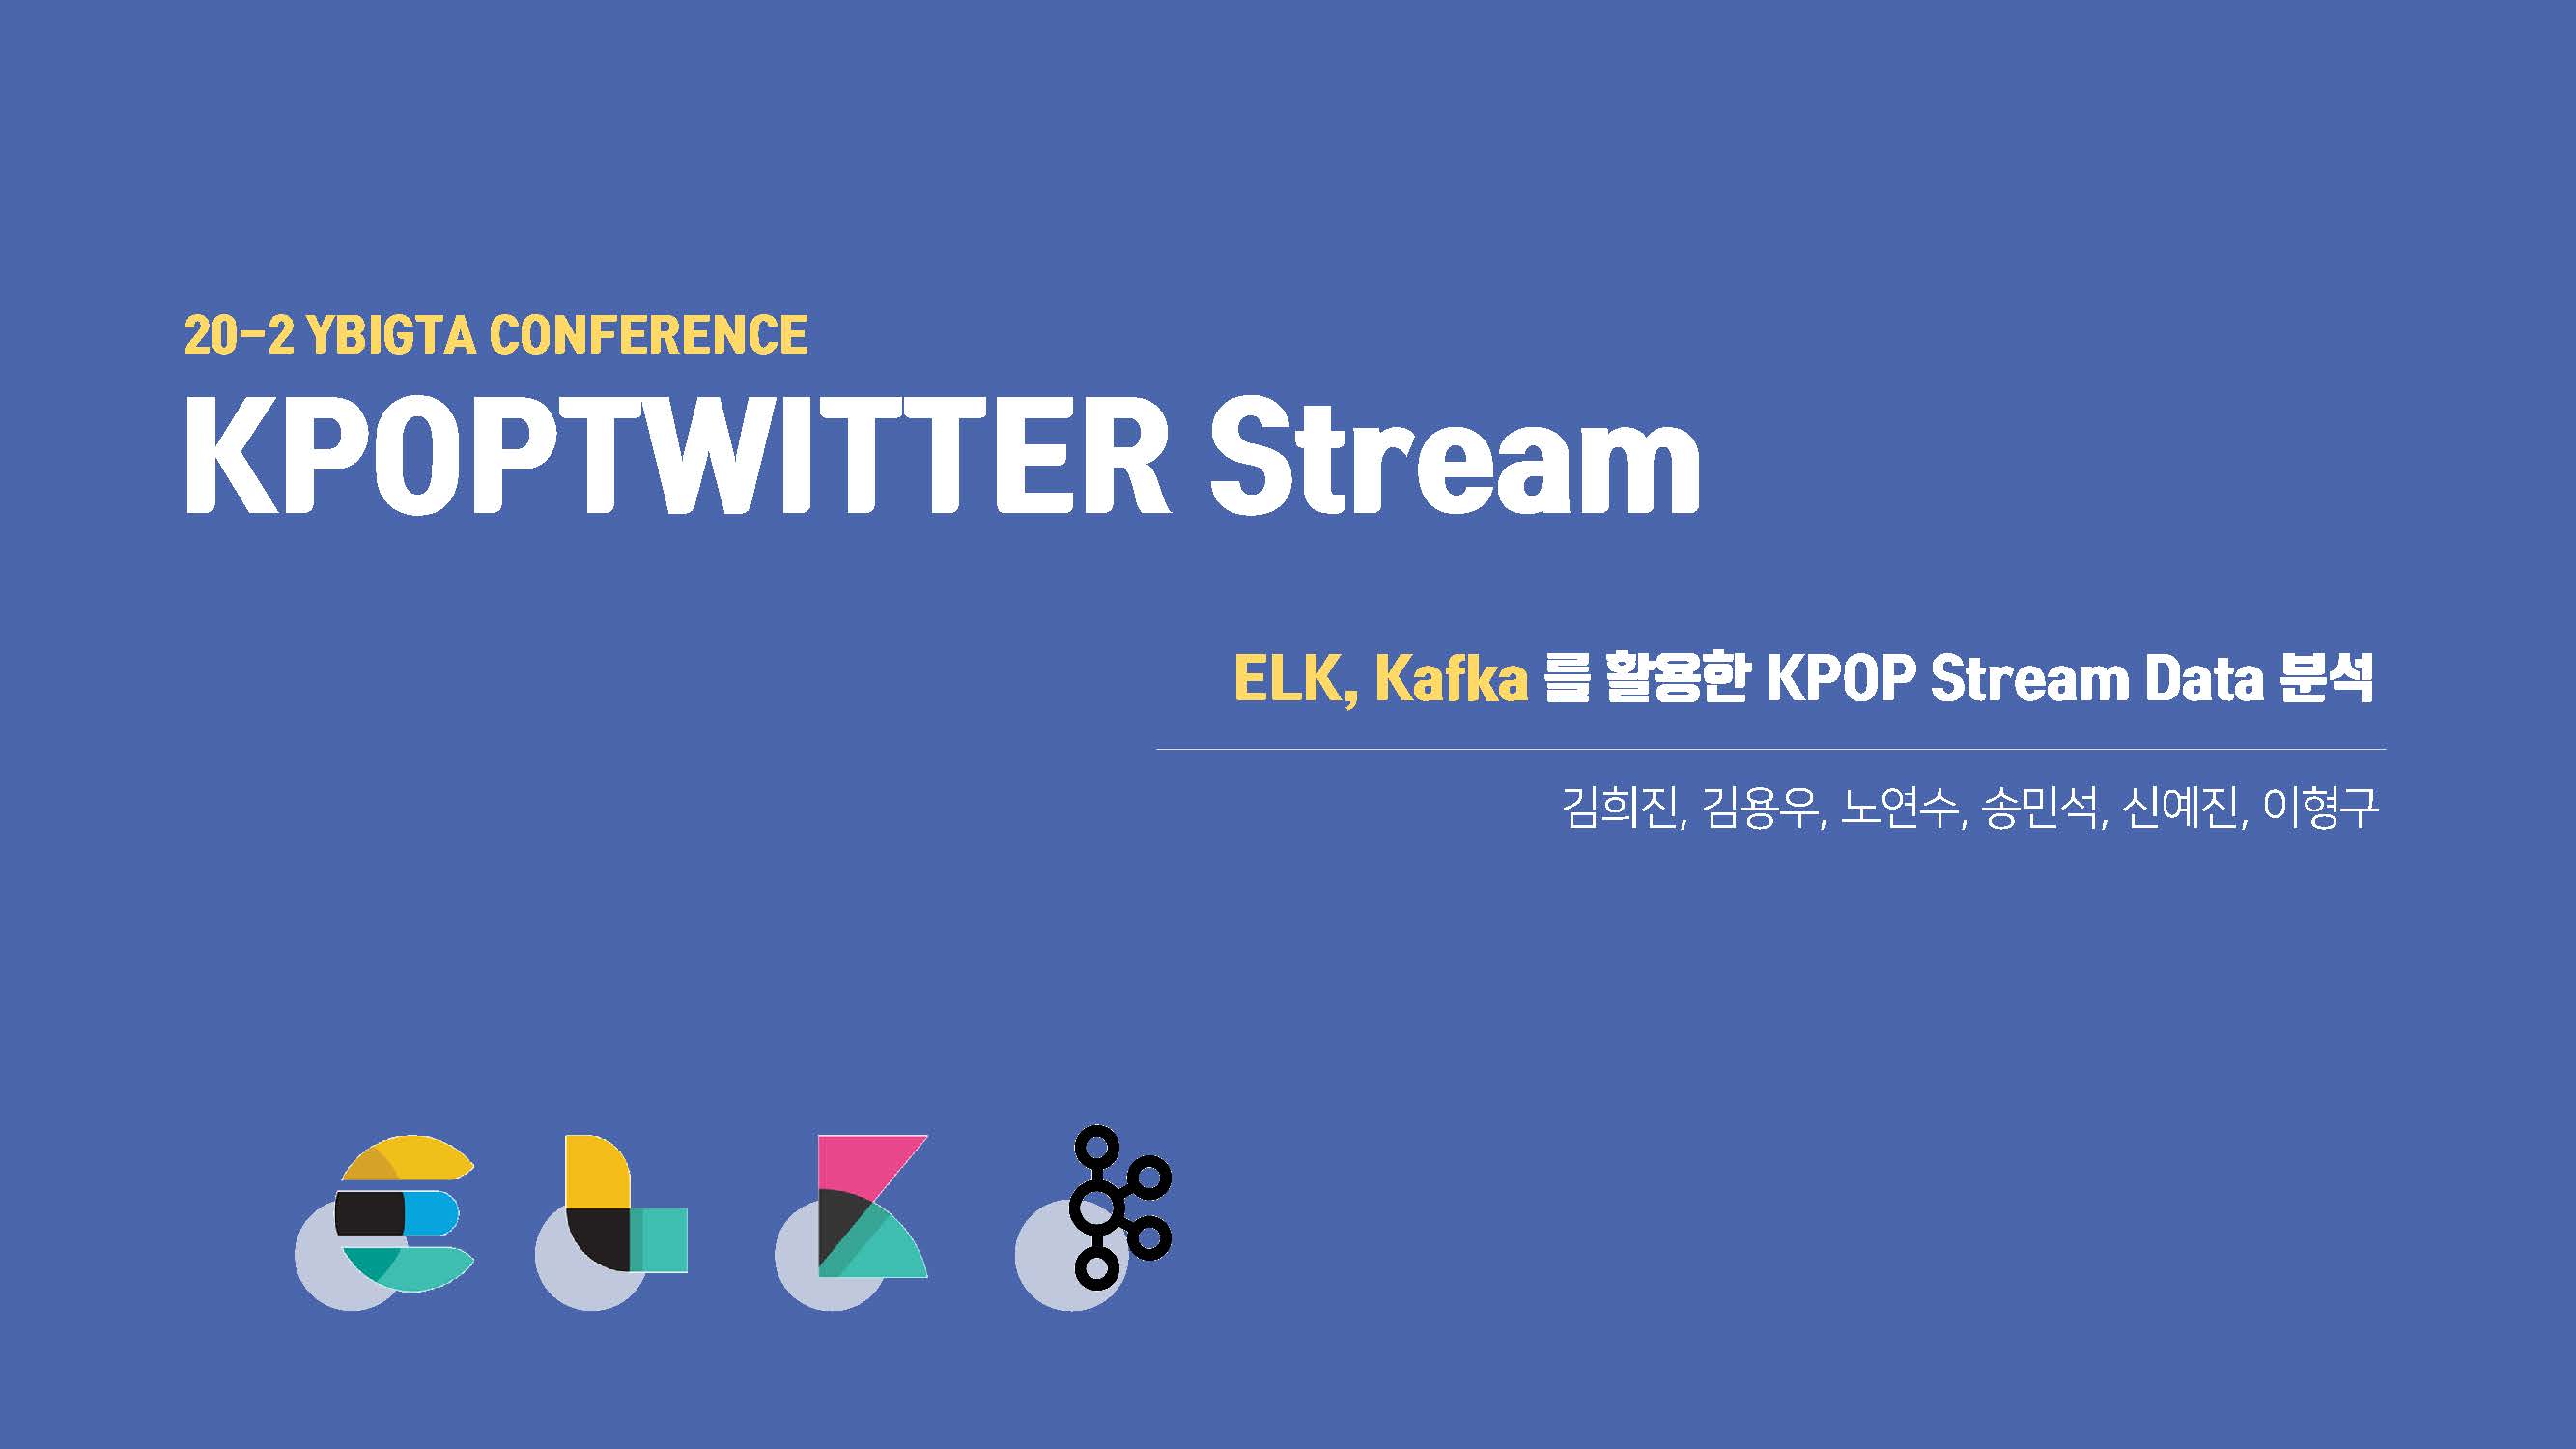 20-2 YBIGTA CONFERENCE
KPOPTWITTER Stream
ELK, Kafka 를 활용한 KPOP Stream Data 분석
김희진, 김용우, 노연수, 송민석, 신예진, 이형구